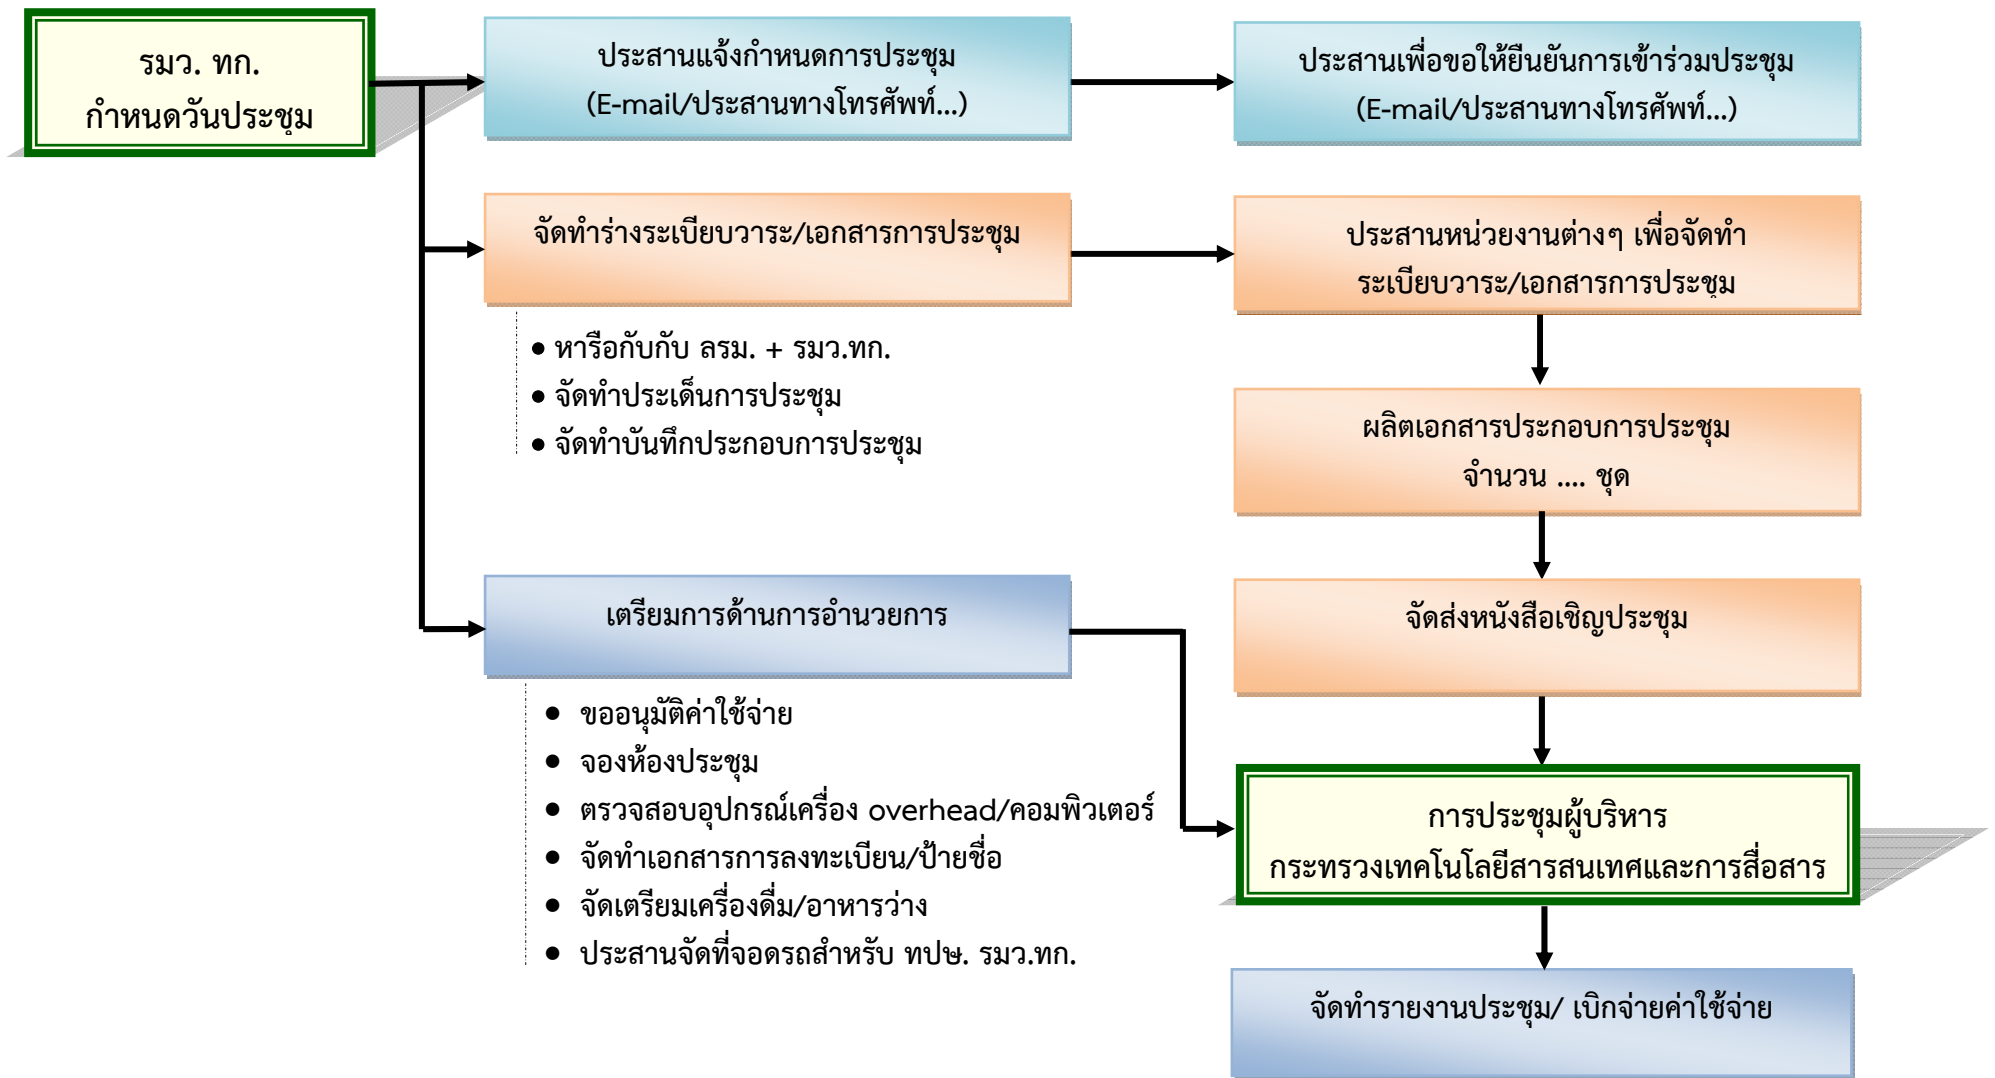 รมว. ทก.
กำหนดวันประชุม
ประสานแจ้งกำหนดการประชุม
(E-mail/ประสานทางโทรศัพท์...)
ประสานเพื่อขอให้ยืนยันการเข้าร่วมประชุม
(E-mail/ประสานทางโทรศัพท์...)
จัดทำร่างระเบียบวาระ/เอกสารการประชุม
ประสานหน่วยงานต่างๆ เพื่อจัดทำ
ระเบียบวาระ/เอกสารการประชุม
• หารือกับกับ ลรม. + รมว.ทก.
• จัดทำประเด็นการประชุม
• จัดทำบันทึกประกอบการประชุม
ผลิตเอกสารประกอบการประชุม
จำนวน .... ชุด
เตรียมการด้านการอำนวยการ
จัดส่งหนังสือเชิญประชุม
• ขออนุมัติค่าใช้จ่าย
• จองห้องประชุม
• ตรวจสอบอุปกรณ์เครื่อง overhead/คอมพิวเตอร์
• จัดทำเอกสารการลงทะเบียน/ป้ายชื่อ
• จัดเตรียมเครื่องดื่ม/อาหารว่าง
• ประสานจัดที่จอดรถสำหรับ ทปษ. รมว.ทก.
การประชุมผู้บริหาร
กระทรวงเทคโนโลยีสารสนเทศและการสื่อสาร
จัดทำรายงานประชุม/ เบิกจ่ายค่าใช้จ่าย